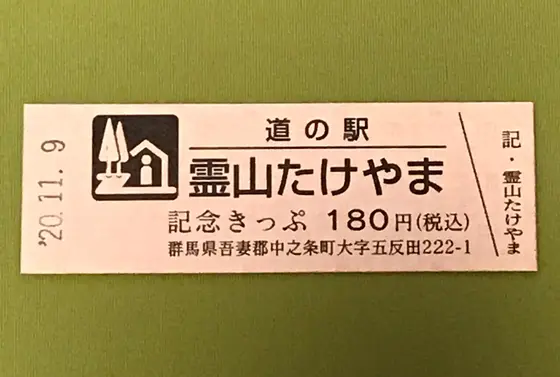 '20.11. 9
道の駅
霊山たけやま
記念きっぷ 180円(税込)
群馬県吾妻郡中之条町大字五反田222-1
記・霊山たけやま